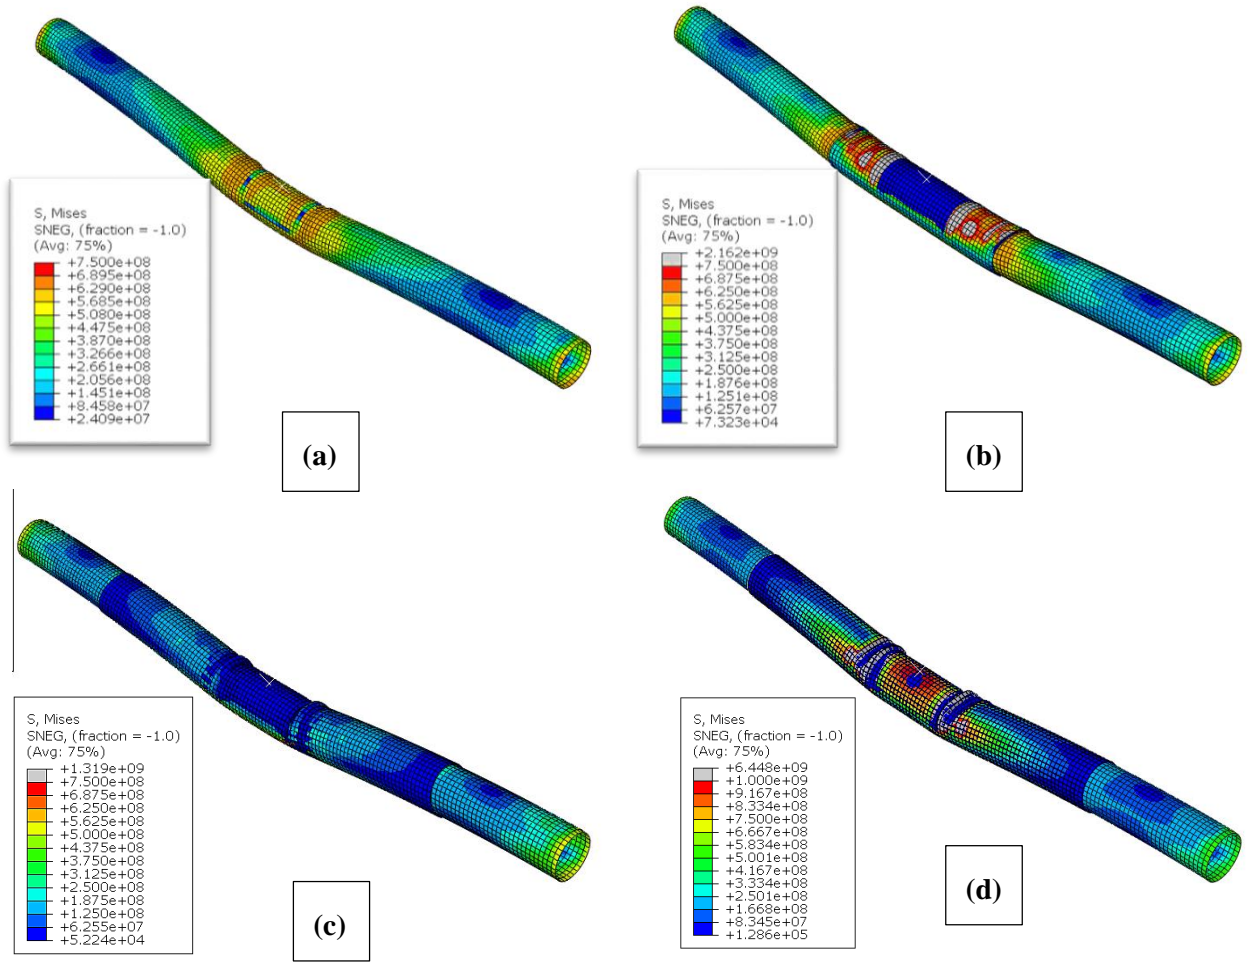 S, Mises
SNEG, (fraction = -1.0)
(Avg: 75%)
+7.500e+08
+6.895e+08
+6.290e+08
+5.685e+08
+5.080e+08
+4.475e+08
+3.870e+08
+3.266e+08
+2.661e+08
+2.056e+08
+1.451e+08
+8.458e+07
+2.409e+07
(a)
S, Mises
SNEG, (fraction = -1.0)
(Avg: 75%)
+2.162e+09
+7.500e+08
+6.875e+08
+6.250e+08
+5.625e+08
+5.000e+08
+4.375e+08
+3.750e+08
+3.125e+08
+2.500e+08
+1.876e+08
+1.251e+08
+6.257e+07
+7.323e+04
(b)
S, Mises
SNEG, (fraction = -1.0)
(Avg: 75%)
+1.319e+09
+7.500e+08
+6.875e+08
+6.250e+08
+5.625e+08
+5.000e+08
+4.375e+08
+3.750e+08
+3.125e+08
+2.500e+08
+1.875e+08
+1.250e+08
+6.255e+07
+5.224e+04
(c)
S, Mises
SNEG, (fraction = -1.0)
(Avg: 75%)
+6.448e+09
+1.000e+09
+9.167e+08
+8.334e+08
+7.500e+08
+6.667e+08
+5.834e+08
+5.001e+08
+4.167e+08
+3.334e+08
+2.501e+08
+1.668e+08
+8.345e+07
+1.286e+05
(d)